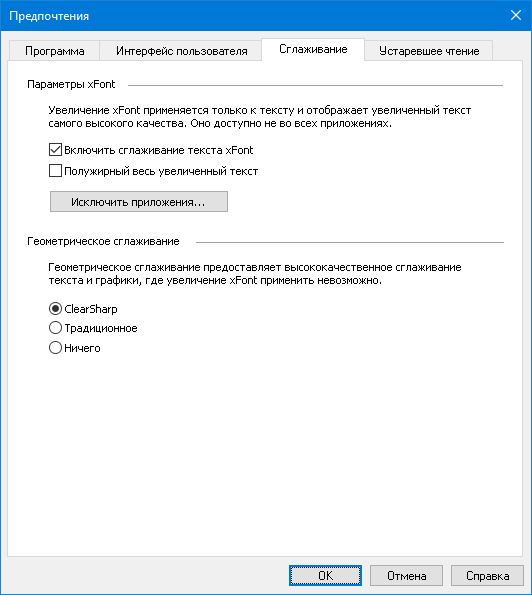 Предпочтения
Программа
Интерфейс пользователя
Сглаживание
Устаревшее чтение
Параметры xFont
Увеличение xFont применяется только к тексту и отображает увеличенный текст
самого высокого качества. Оно доступно не во всех приложениях.
Включить сглаживание текста xFont
Полужирный весь увеличенный текст
Исключить приложения...
Геометрическое сглаживание
Геометрическое сглаживание предоставляет высококачественное сглаживание
текста и графики, где увеличение xFont применить невозможно.
ClearSharp
Традиционное
Ничего
OK
Отмена
Справка